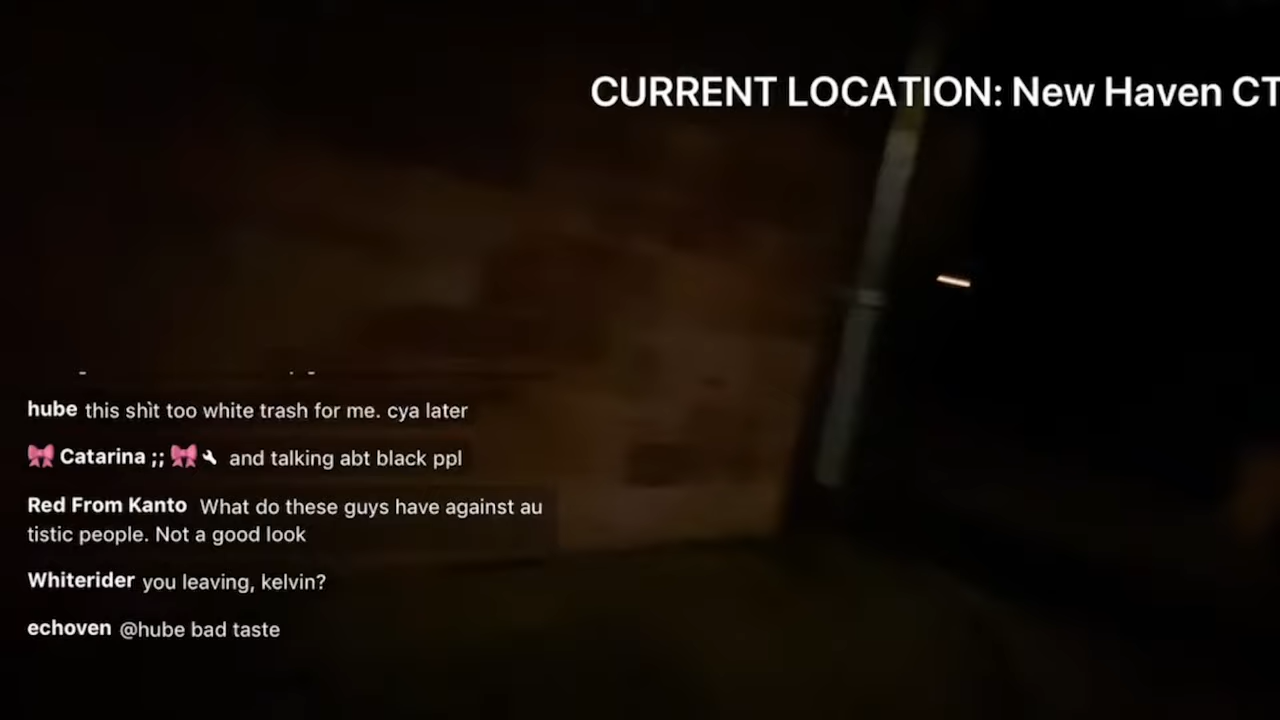 CURRENT LOCATION: New Haven CT
hube this shìt too white trash for me. cya later
🎀 Catarina ;; 🎀 and talking abt black ppl
Red From Kanto What do these guys have against au
tistic people. Not a good look
Whiterider you leaving, kelvin?
echoven @hube bad taste